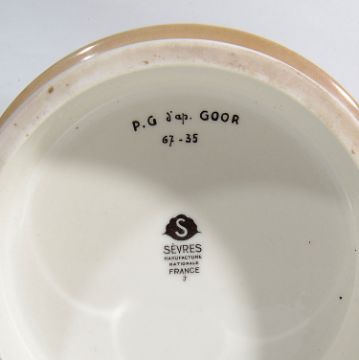 P.G d'ap. GOOR
67-35
S
SÈVRES
MANUFACTURE
NATIONALE
FRANCE